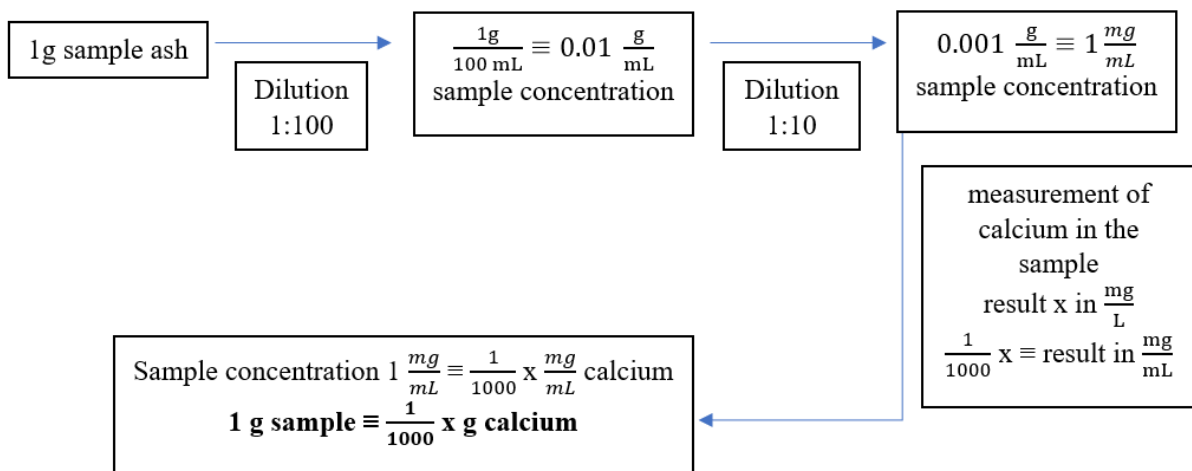 1g sample ash
Dilution
1:100
1g/100 mL ≡ 0.01 g/mL
sample concentration
Dilution
1:10
0.001 g/mL ≡ 1 mg/mL
sample concentration
measurement of
calcium in the
sample
result x in mg/L
1/1000 x ≡ result in mg/mL
Sample concentration 1 mg/mL ≡ 1/1000 x mg/mL calcium
1 g sample ≡ 1/1000 x g calcium